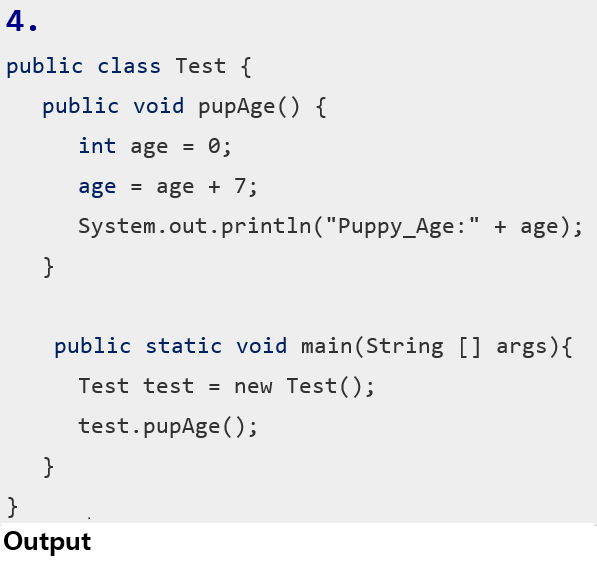 4.
public class Test {
public void pupAge() {
int age = 0;
age = age + 7;
System.out.println("Puppy_Age:" + age);
}
public static void main(String [] args){
Test test = new Test();
test.pupAge();
}
}
Output